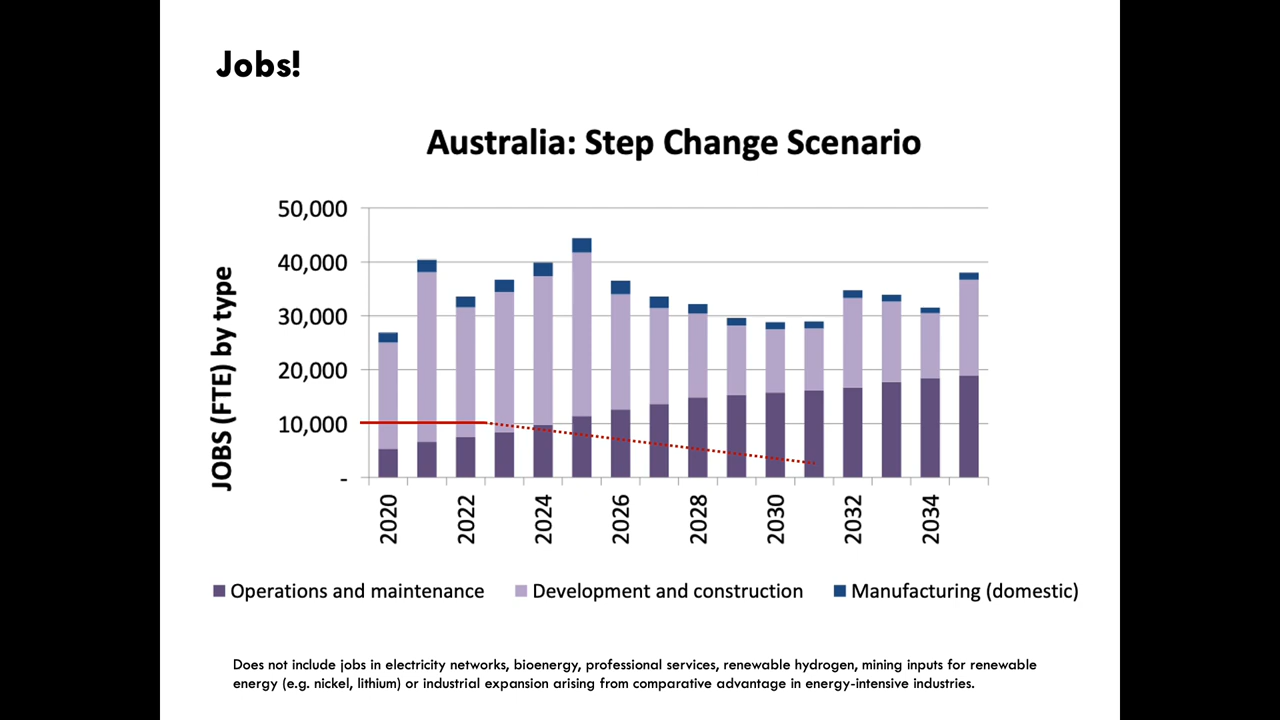 Jobs!
Australia: Step Change Scenario
JOBS (FTE) by type
50,000
40,000
30,000
20,000
10,000
-
2020
2022
2024
2026
2028
2030
2032
2034
Operations and maintenance
Development and construction
Manufacturing (domestic)
Does not include jobs in electricity networks, bioenergy, professional services, renewable hydrogen, mining inputs for renewable
energy (e.g. nickel, lithium) or industrial expansion arising from comparative advantage in energy-intensive industries.